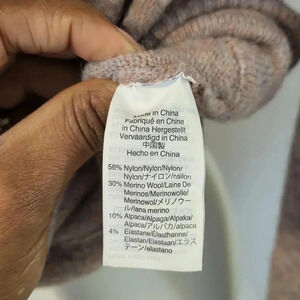 Made in China
Fabriqué en Chine
in China Hergestellt
Vervaardigd in China
中国製
Hecho en China
56% Nylon/Nylon/Nylon/
Nylon/ナイロン/nailon
30% Merino Wool/Laine De
Merinos/Merinowolle/
Merinowol/メリノウー
ル/lana merino
10% Alpaca/Alpaga/Alpaka/
Alpaca/アルパカ/alpaca
4% Elastane/Élasthanne/
Elastan/Elastaan/エラス
テーン/elastano